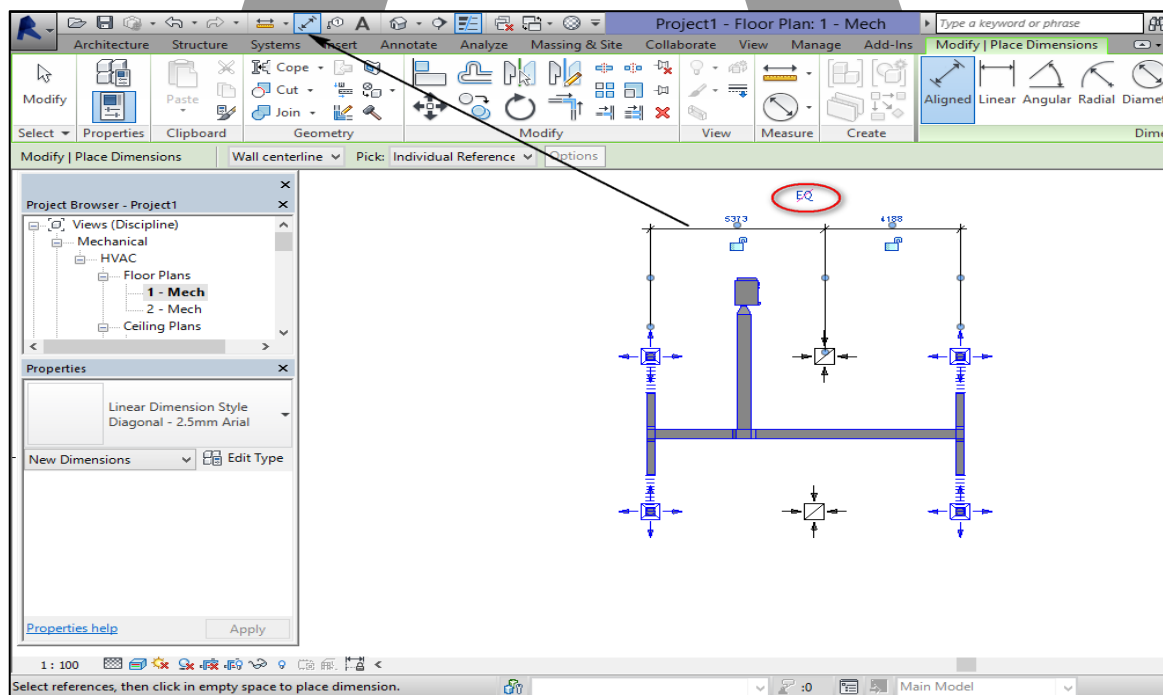 Project1 - Floor Plan: 1 - Mech
Type a keyword or phrase
Architecture Structure Systems Insert Annotate Analyze Massing & Site Collaborate View Manage Add-Ins Modify | Place Dimensions
Modify
Paste
Cope
Cut
Join
Aligned Linear Angular Radial Diamet
Select Properties Clipboard Geometry Modify View Measure Create Dime
Modify | Place Dimensions Wall centerline Pick: Individual Reference Options
EQ
5373 4188
Project Browser - Project1
Views (Discipline)
Mechanical
HVAC
Floor Plans
1 - Mech
2 - Mech
Ceiling Plans
Properties
Linear Dimension Style
Diagonal - 2.5mm Arial
New Dimensions Edit Type
Properties help Apply
1 : 100
Select references, then click in empty space to place dimension. :0 Main Model